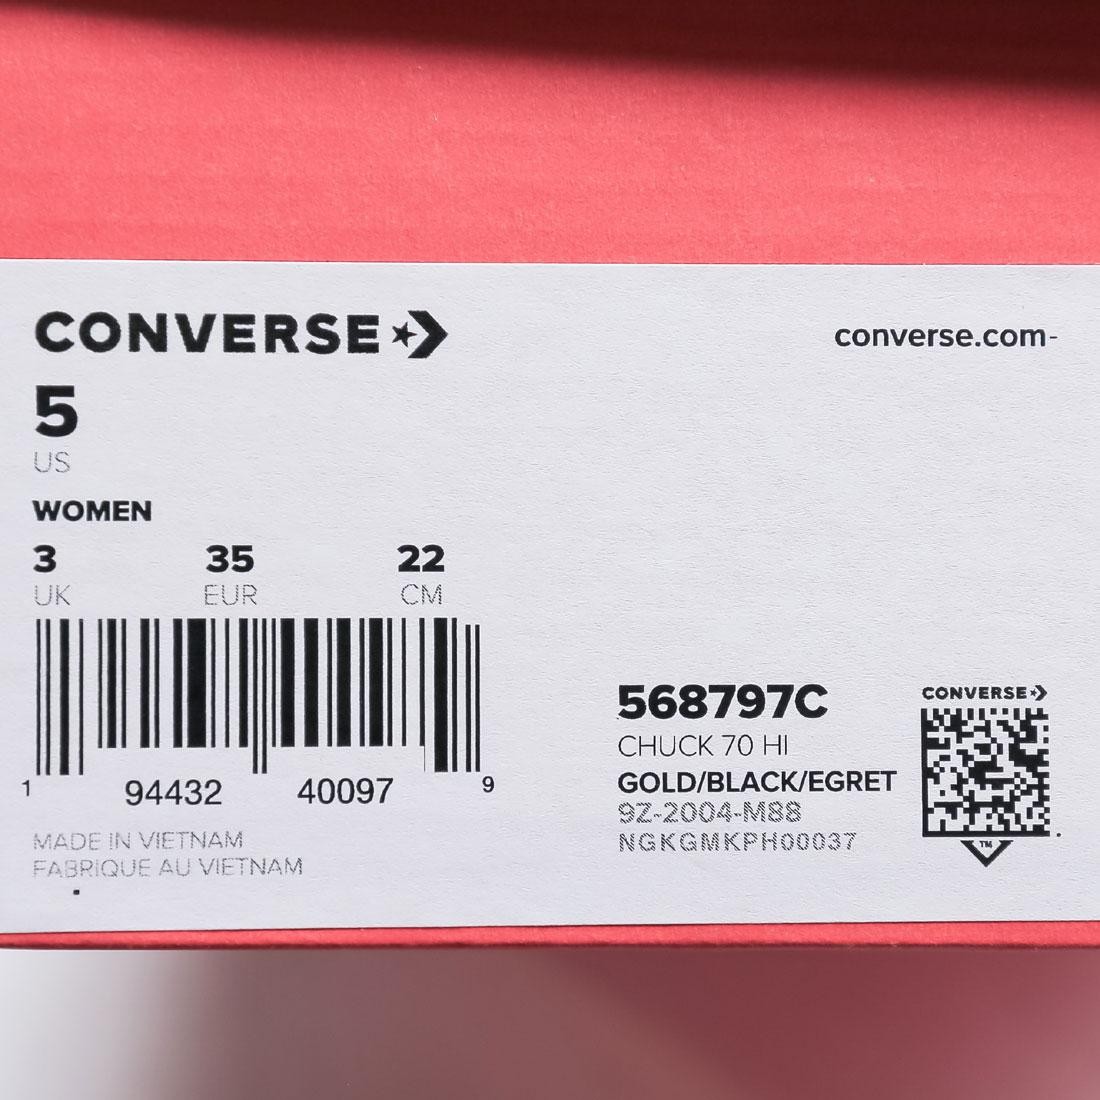 CONVERSE
converse.com-
5
US
WOMEN
3 35 22
UK EUR CM
1 94432 40097 9
MADE IN VIETNAM
FABRIQUE AU VIETNAM
568797C
CHUCK 70 HI
GOLD/BLACK/EGRET
9Z-2004-M88
NGKGMKPH00037
CONVERSE
TM